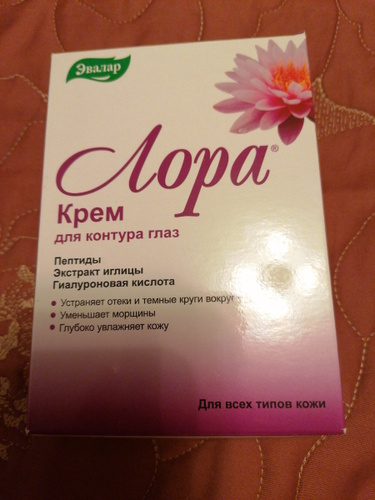 Эвалар
Лора®
Крем
для контура глаз
Пептиды
Экстракт иглицы
Гиалуроновая кислота
• Устраняет отеки и темные круги вокруг
• Уменьшает морщины
• Глубоко увлажняет кожу
Для всех типов кожи